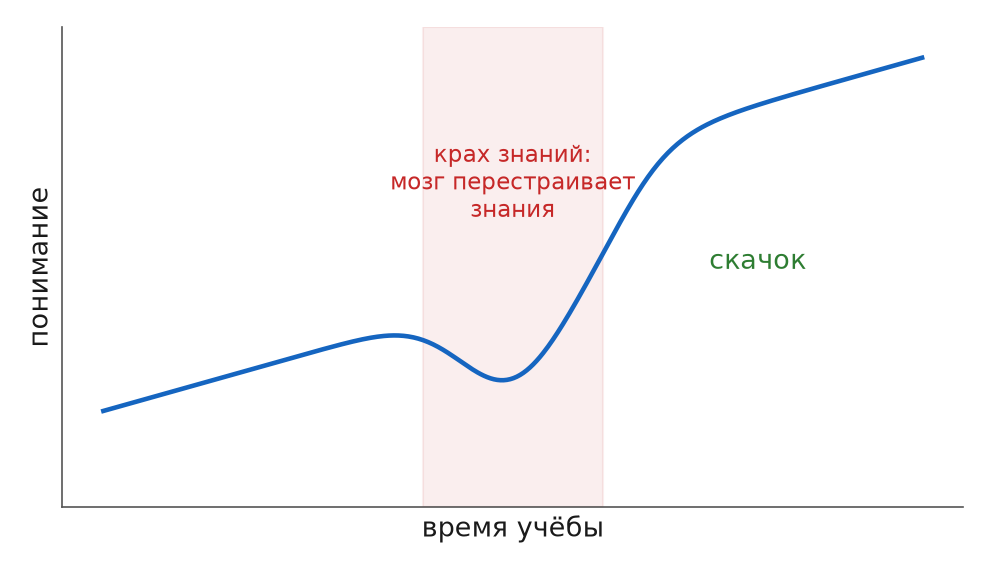 крах знаний:
мозг перестраивает
знания
скачок
понимание
время учёбы